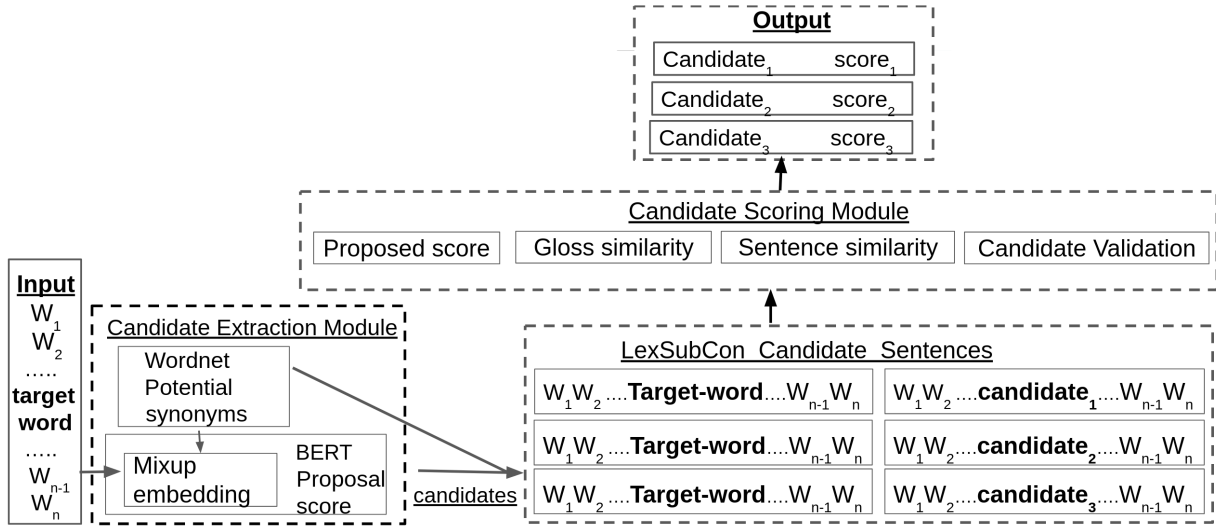 Output
Candidate1 score1
Candidate2 score2
Candidate3 score3
Candidate Scoring Module
Proposed score
Gloss similarity
Sentence similarity
Candidate Validation
Input
W1
W2
.....
target
word
.....
Wn-1
Wn
Candidate Extraction Module
Wordnet
Potential
synonyms
Mixup
embedding
BERT
Proposal
score
candidates
LexSubCon Candidate Sentences
W1W2 ....Target-word....Wn-1Wn
W1W2 ....candidate1....Wn-1Wn
W1W2 ....Target-word....Wn-1Wn
W1W2 ....candidate2....Wn-1Wn
W1W2 ....Target-word....Wn-1Wn
W1W2 ....candidate3....Wn-1Wn